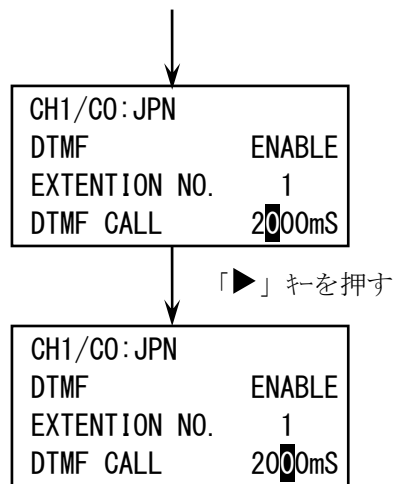 CH1/CO:JPN
DTMF ENABLE
EXTENTION NO. 1
DTMF CALL 2000mS
「▶」キーを押す
CH1/CO:JPN
DTMF ENABLE
EXTENTION NO. 1
DTMF CALL 2000mS